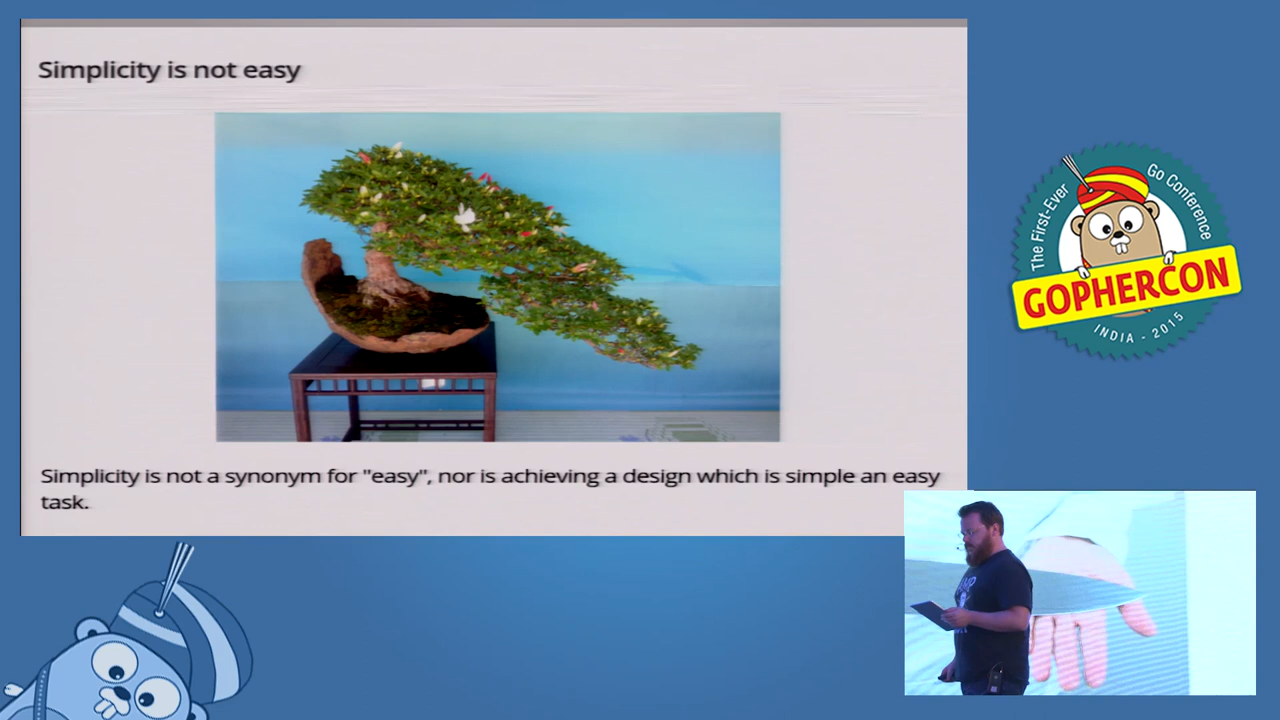 Simplicity is not easy
Simplicity is not a synonym for "easy", nor is achieving a design which is simple an easy
task.
The First-Ever
Go Conference
GOPHERCON
INDIA - 2015